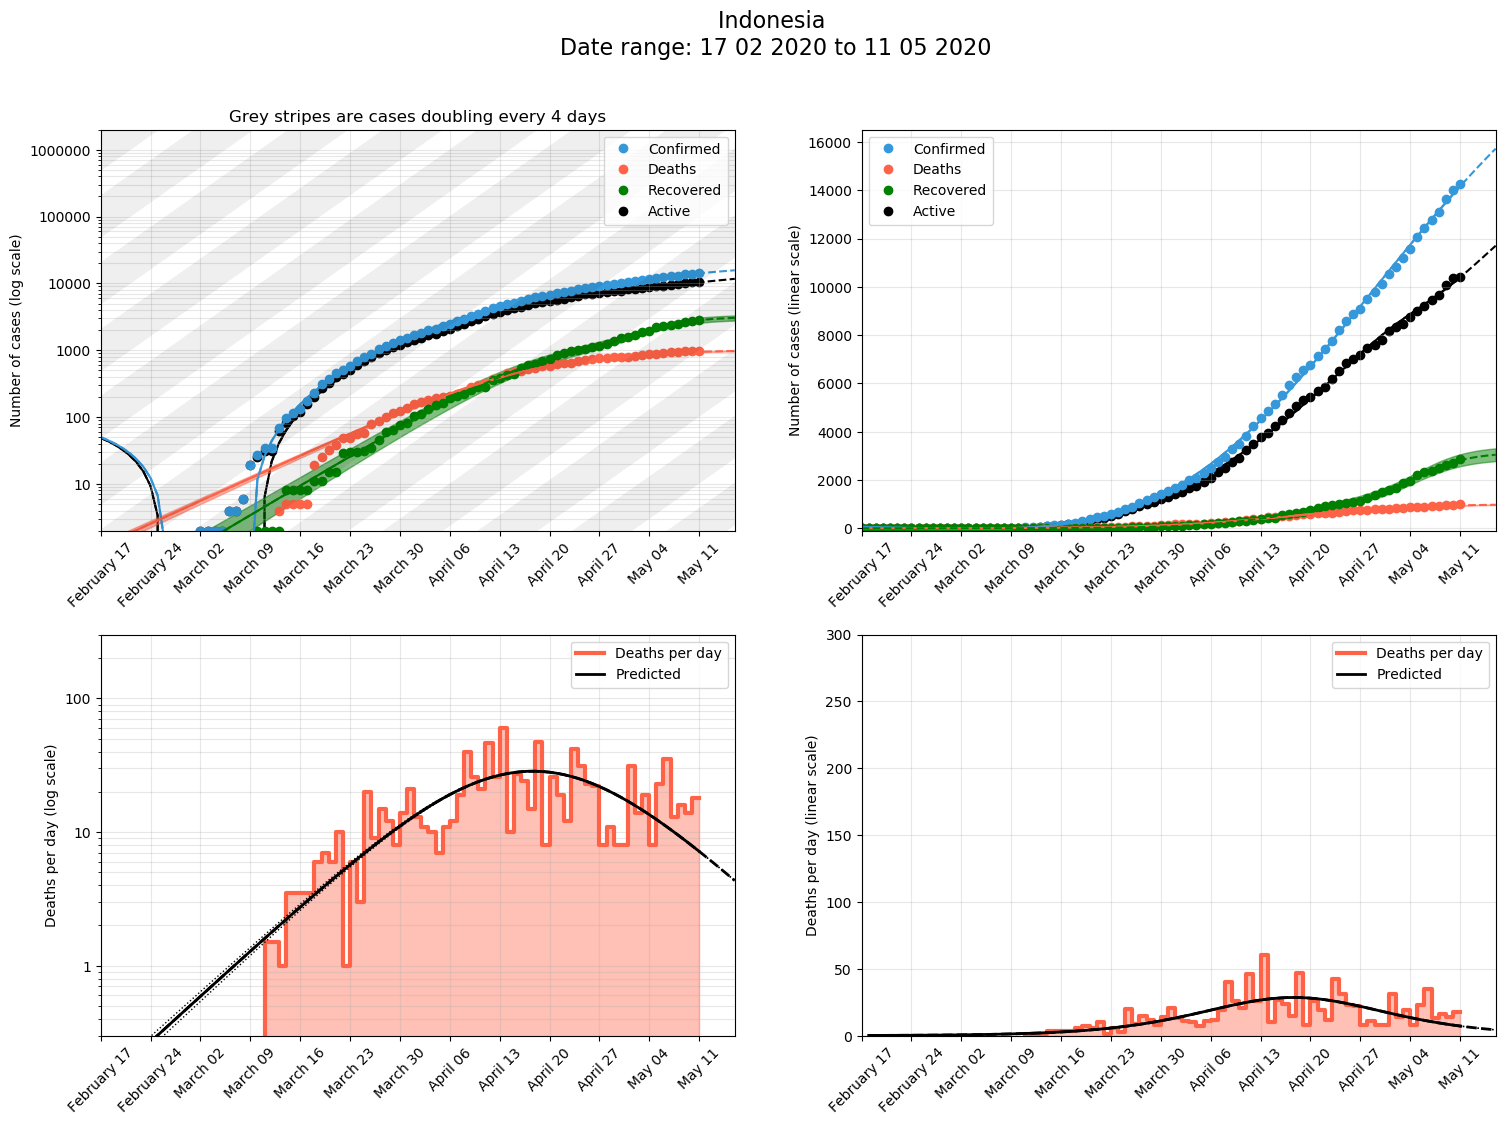 Indonesia
Date range: 17 02 2020 to 11 05 2020
Grey stripes are cases doubling every 4 days
Number of cases (log scale)
1000000
100000
10000
1000
100
10
Confirmed
Deaths
Recovered
Active
February 17
February 24
March 02
March 09
March 16
March 23
March 30
April 06
April 13
April 20
April 27
May 04
May 11
Number of cases (linear scale)
16000
14000
12000
10000
8000
6000
4000
2000
0
Confirmed
Deaths
Recovered
Active
February 17
February 24
March 02
March 09
March 16
March 23
March 30
April 06
April 13
April 20
April 27
May 04
May 11
Deaths per day (log scale)
100
10
1
Deaths per day
Predicted
February 17
February 24
March 02
March 09
March 16
March 23
March 30
April 06
April 13
April 20
April 27
May 04
May 11
Deaths per day (linear scale)
300
250
200
150
100
50
0
Deaths per day
Predicted
February 17
February 24
March 02
March 09
March 16
March 23
March 30
April 06
April 13
April 20
April 27
May 04
May 11